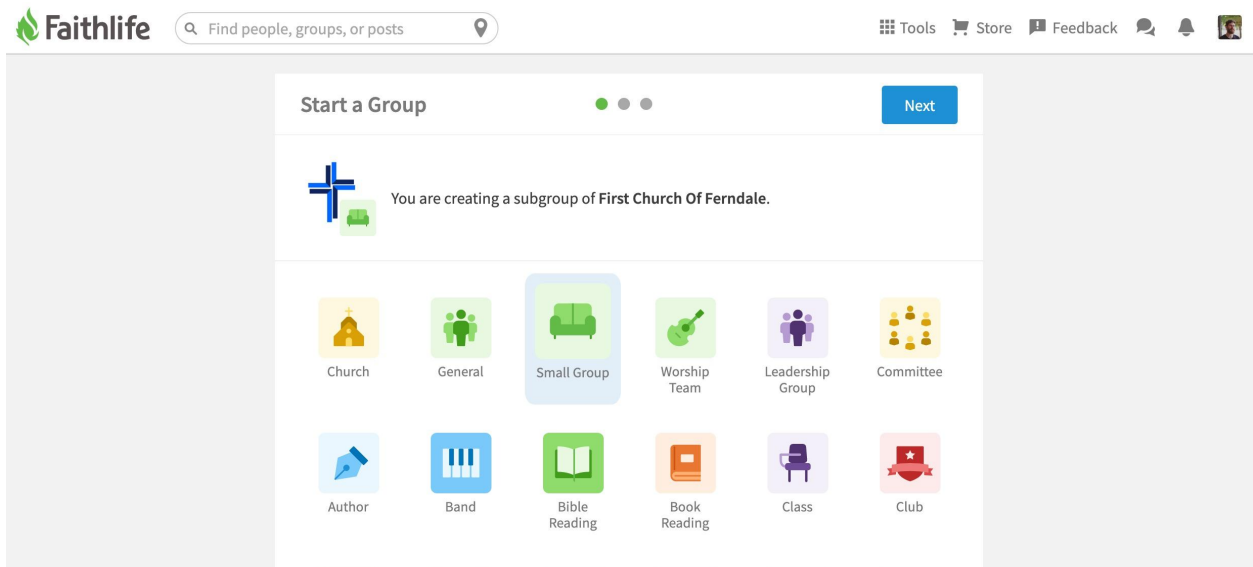 Faithlife
Find people, groups, or posts
Tools
Store
Feedback
Start a Group
Next
You are creating a subgroup of First Church Of Ferndale.
Church
General
Small Group
Worship
Team
Leadership
Group
Committee
Author
Band
Bible
Reading
Book
Reading
Class
Club